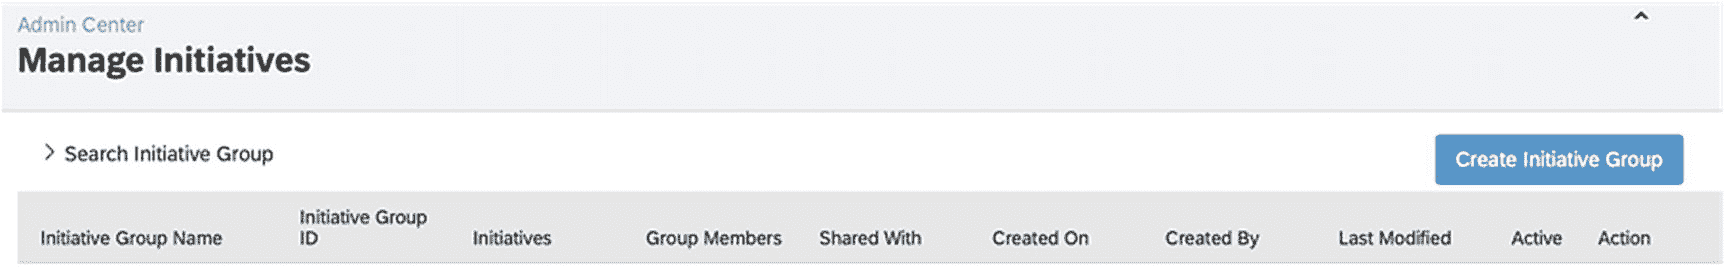 Admin Center
Manage Initiatives
Search Initiative Group
Create Initiative Group
Initiative Group Name
Initiative Group
ID
Initiatives
Group Members
Shared With
Created On
Created By
Last Modified
Active
Action